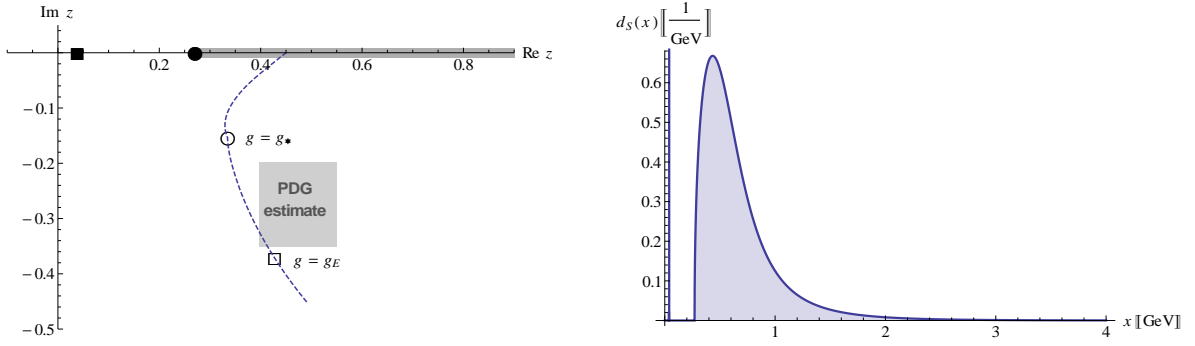 Im z
Re z
0.2
0.4
0.6
0.8
−0.1
g = g*
−0.2
PDG
estimate
−0.3
g = gE
−0.4
−0.5
dS(x)⟦1/GeV⟧
0.6
0.5
0.4
0.3
0.2
0.1
1
2
3
4
x⟦GeV⟧